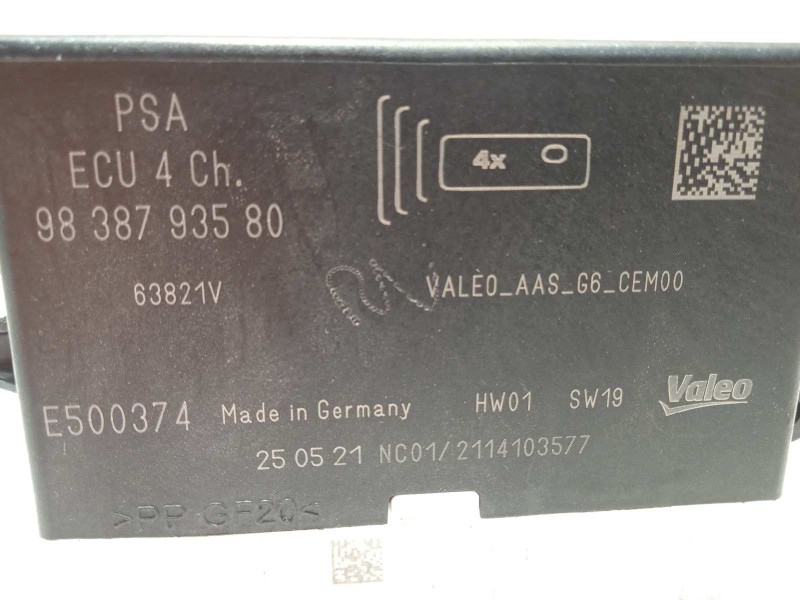 PSA
ECU 4 Ch.
98 387 935 80
4x
63821V
VALEO_AAS_G6_CEM00
E500374 Made in Germany HW01 SW19 Valeo
25 05 21 NC01/2114103577
>PP GF20<